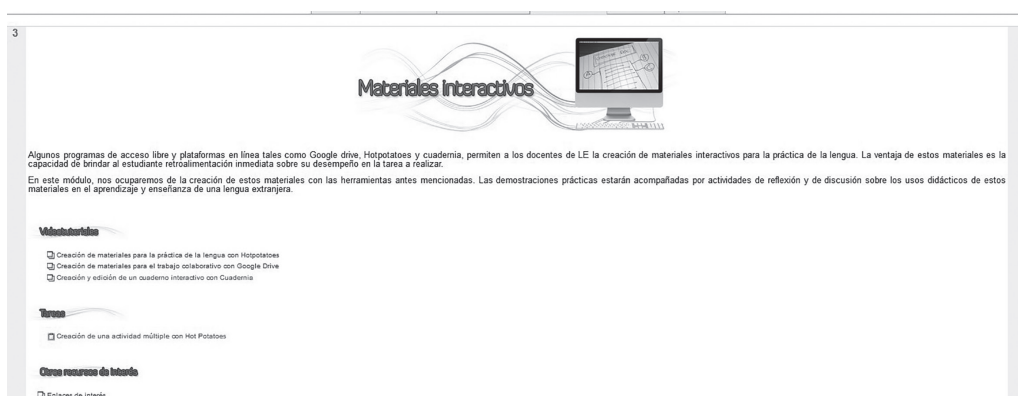 3
Materiales interactivos
Algunos programas de acceso libre y plataformas en línea tales como Google drive, Hotpotatoes y cuadernia, permiten a los docentes de LE la creación de materiales interactivos para la práctica de la lengua. La ventaja de estos materiales es la
capacidad de brindar al estudiante retroalimentación inmediata sobre su desempeño en la tarea a realizar.
En este módulo, nos ocuparemos de la creación de estos materiales con las herramientas antes mencionadas. Las demostraciones prácticas estarán acompañadas por actividades de reflexión y de discusión sobre los usos didácticos de estos
materiales en el aprendizaje y enseñanza de una lengua extranjera.
Videotutoriales
Creación de materiales para la práctica de la lengua con Hotpotatoes
Creación de materiales para el trabajo colaborativo con Google Drive
Creación y edición de un cuaderno interactivo con Cuadernia
Tareas
Creación de una actividad múltiple con Hot Potatoes
Otros recursos de interés
Enlaces de interés